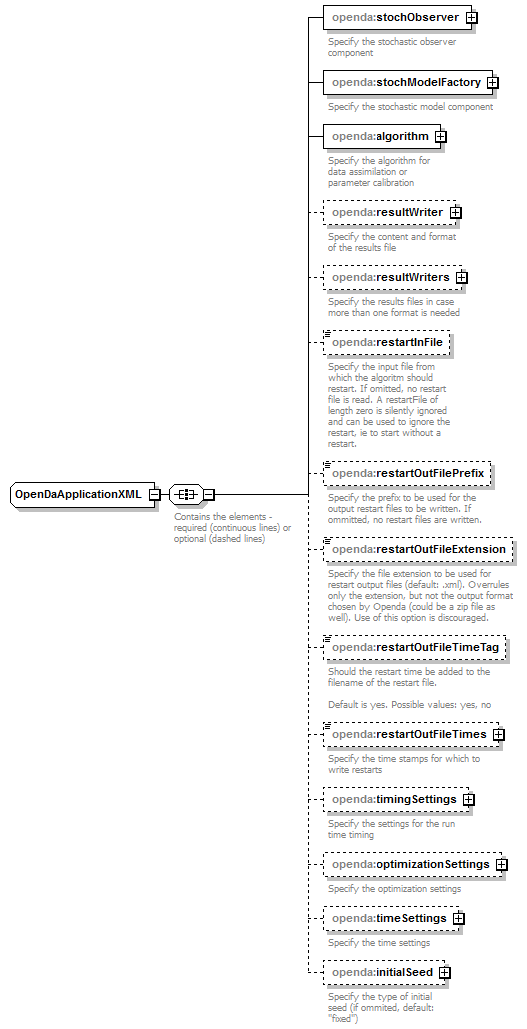 openda:stochObserver
Specify the stochastic observer
component
openda:stochModelFactory
Specify the stochastic model component
openda:algorithm
Specify the algorithm for
data assimilation or
parameter calibration
openda:resultWriter
Specify the content and format
of the results file
openda:resultWriters
Specify the results files in case
more than one format is needed
openda:restartInFile
Specify the input file from
which the algoritm should
restart. If omitted, no restart
file is read. A restartFile of
length zero is silently ignored
and can be used to ignore the
restart, ie to start without a
restart.
OpenDaApplicationXML
Contains the elements -
required (continuous lines) or
optional (dashed lines)
openda:restartOutFilePrefix
Specify the prefix to be used for the
output restart files to be written. If
ommitted, no restart files are written.
openda:restartOutFileExtension
Specify the file extension to be used for
restart output files (default: .xml). Overrules
only the extension, but not the output format
chosen by Openda (could be a zip file as
well). Use of this option is discouraged.
openda:restartOutFileTimeTag
Should the restart time be added to the
filename of the restart file.
Default is yes. Possible values: yes, no
openda:restartOutFileTimes
Specify the time stamps for which to
write restarts
openda:timingSettings
Specify the settings for the run
time timing
openda:optimizationSettings
Specify the optimization settings
openda:timeSettings
Specify the time settings
openda:initialSeed
Specify the type of initial
seed (if ommited, default:
"fixed")